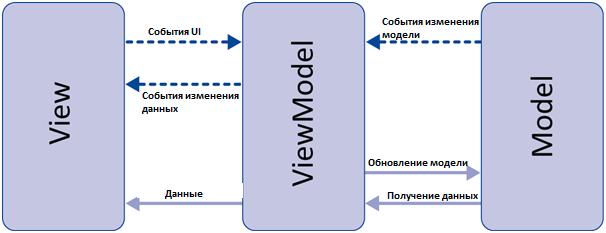 View
События UI
События изменения
данных
Данные
ViewModel
События изменения
модели
Обновление модели
Получение данных
Model